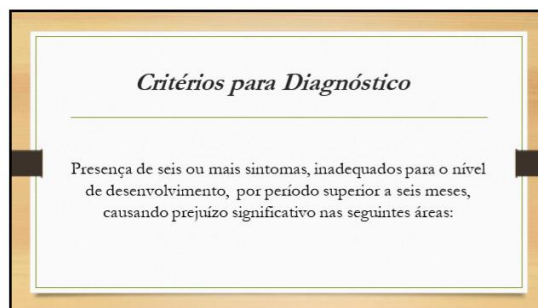 Critérios para Diagnóstico
Presença de seis ou mais sintomas, inadequados para o nível
de desenvolvimento, por período superior a seis meses,
causando prejuízo significativo nas seguintes áreas: